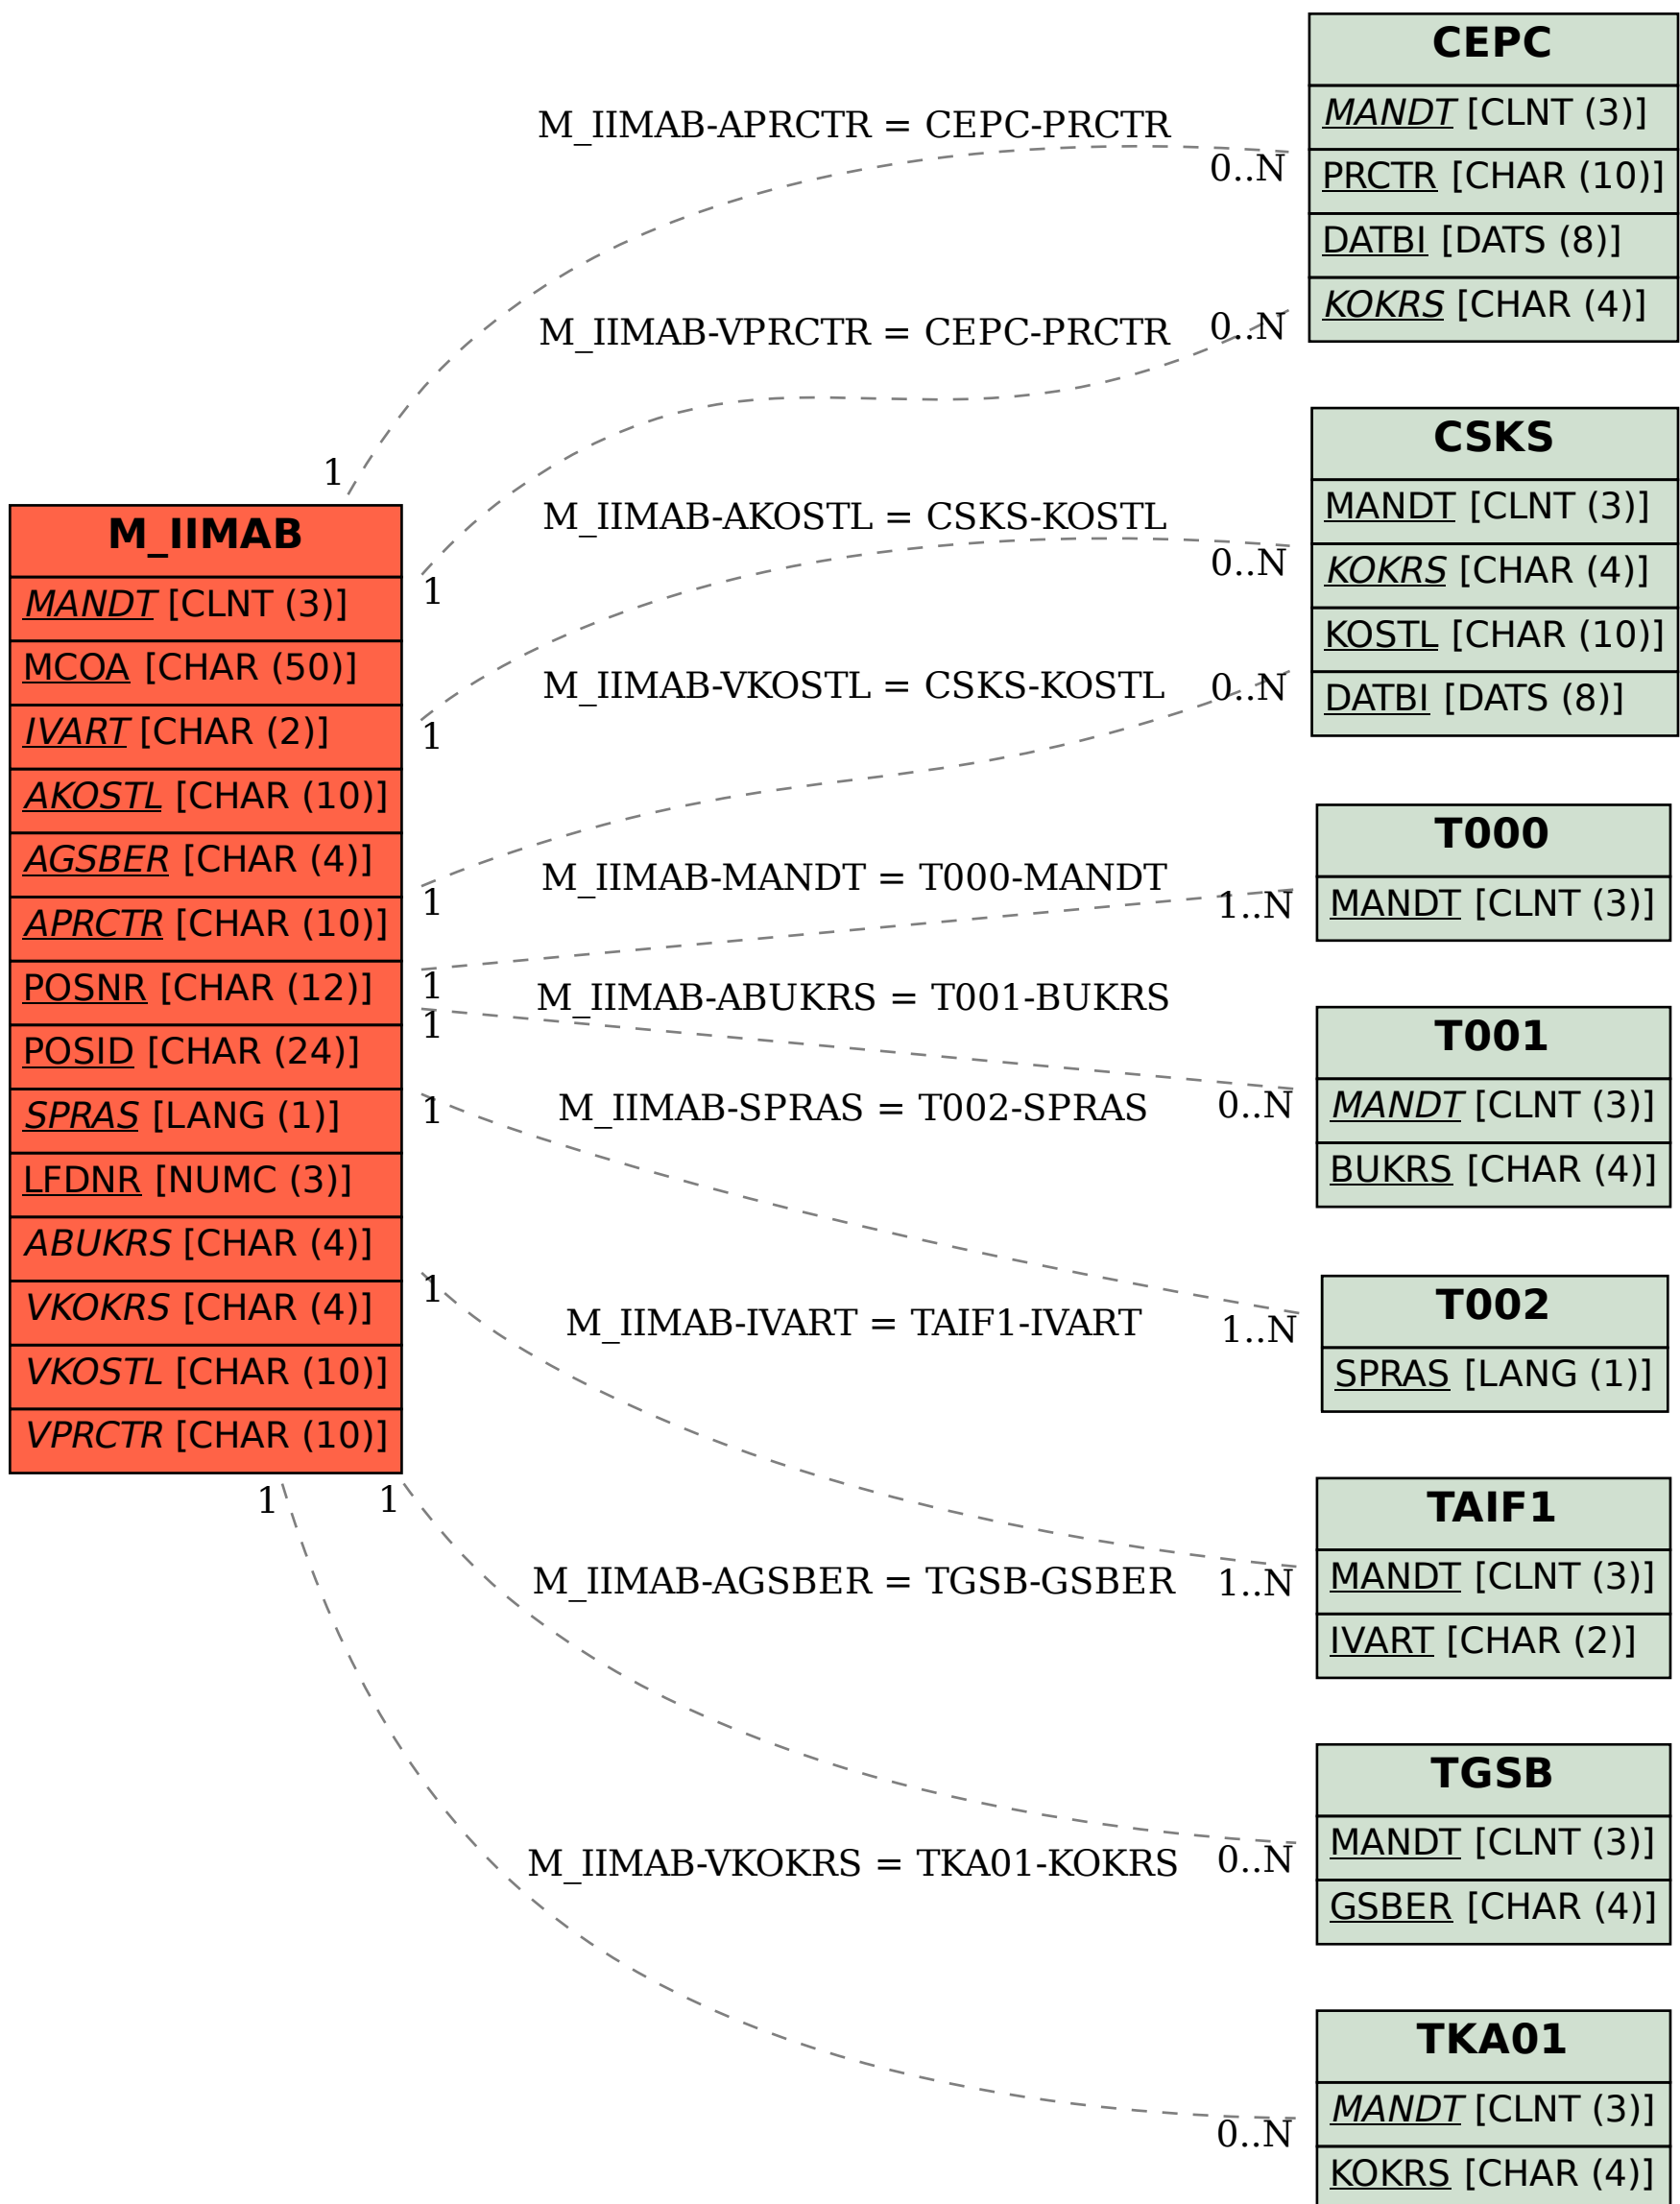 M_IIMAB
MANDT [CLNT (3)]
MCOA [CHAR (50)]
IVART [CHAR (2)]
AKOSTL [CHAR (10)]
AGSBER [CHAR (4)]
APRCTR [CHAR (10)]
POSNR [CHAR (12)]
POSID [CHAR (24)]
SPRAS [LANG (1)]
LFDNR [NUMC (3)]
ABUKRS [CHAR (4)]
VKOKRS [CHAR (4)]
VKOSTL [CHAR (10)]
VPRCTR [CHAR (10)]
M_IIMAB-APRCTR = CEPC-PRCTR
1
0..N
M_IIMAB-VPRCTR = CEPC-PRCTR
1
0..N
M_IIMAB-AKOSTL = CSKS-KOSTL
1
0..N
M_IIMAB-VKOSTL = CSKS-KOSTL
1
0..N
M_IIMAB-MANDT = T000-MANDT
1
1..N
M_IIMAB-ABUKRS = T001-BUKRS
1
0..N
M_IIMAB-SPRAS = T002-SPRAS
1
1..N
M_IIMAB-IVART = TAIF1-IVART
1
1..N
M_IIMAB-AGSBER = TGSB-GSBER
1
0..N
M_IIMAB-VKOKRS = TKA01-KOKRS
1
0..N
CEPC
MANDT [CLNT (3)]
PRCTR [CHAR (10)]
DATBI [DATS (8)]
KOKRS [CHAR (4)]
CSKS
MANDT [CLNT (3)]
KOKRS [CHAR (4)]
KOSTL [CHAR (10)]
DATBI [DATS (8)]
T000
MANDT [CLNT (3)]
T001
MANDT [CLNT (3)]
BUKRS [CHAR (4)]
T002
SPRAS [LANG (1)]
TAIF1
MANDT [CLNT (3)]
IVART [CHAR (2)]
TGSB
MANDT [CLNT (3)]
GSBER [CHAR (4)]
TKA01
MANDT [CLNT (3)]
KOKRS [CHAR (4)]